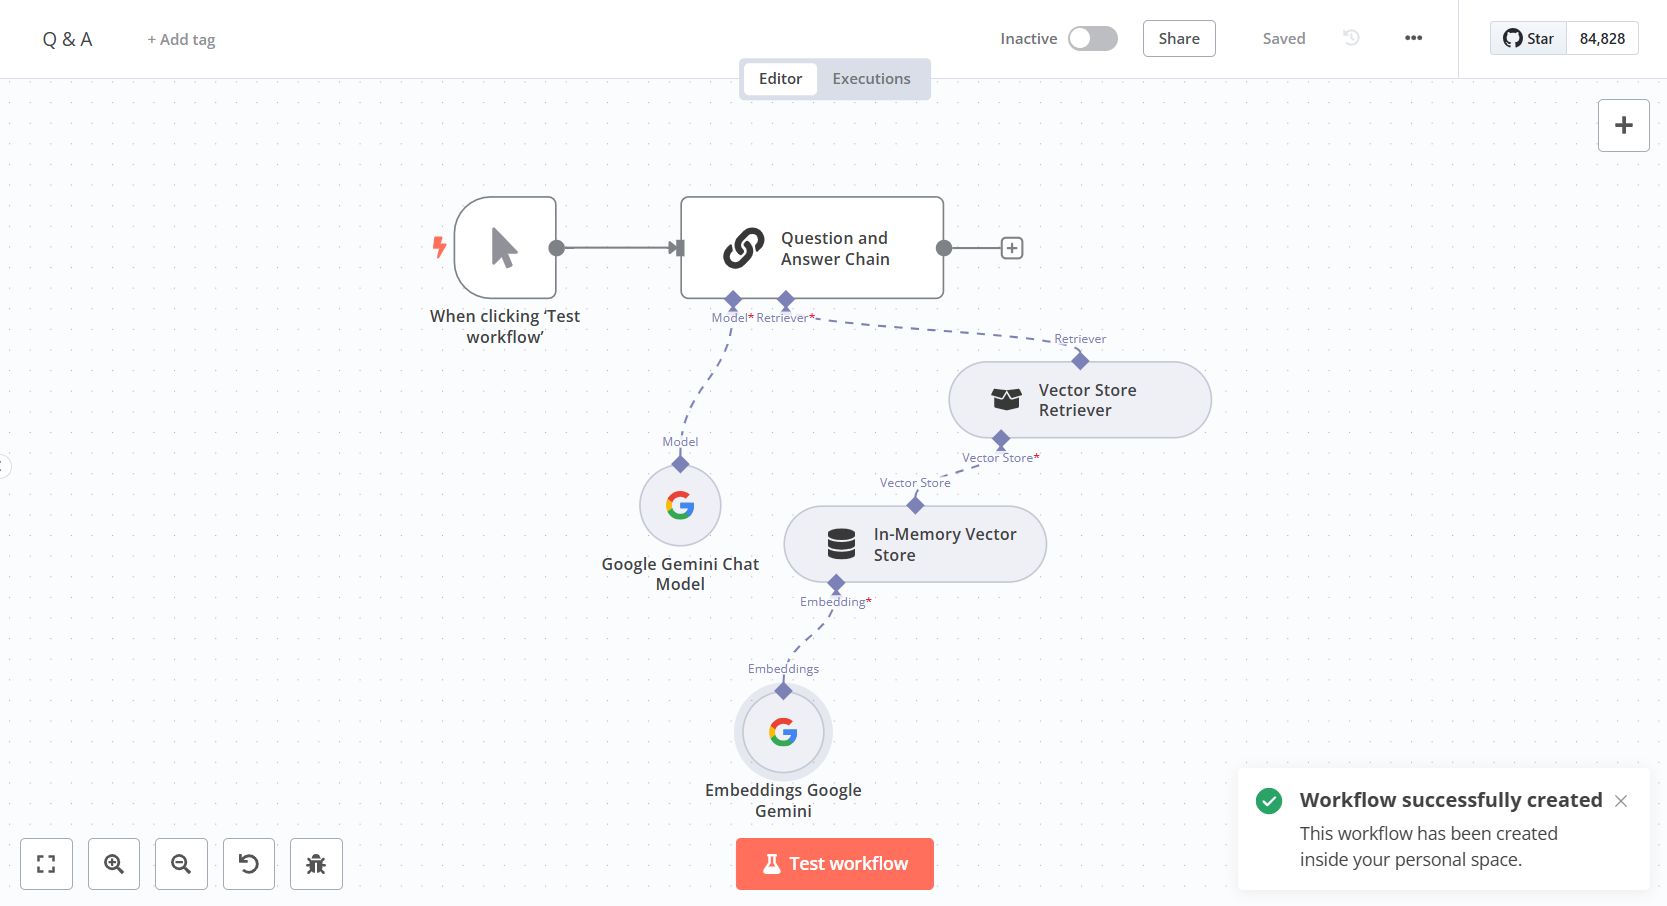 Q & A
+ Add tag
Inactive
Share
Saved
Star
84,828
Editor
Executions
Question and
Answer Chain
When clicking ‘Test
workflow’
Model*
Retriever*
Retriever
Vector Store
Retriever
Model
Vector Store*
Vector Store
In-Memory Vector
Store
Google Gemini Chat
Model
Embedding*
Embeddings
Embeddings Google
Gemini
Workflow successfully created
This workflow has been created
inside your personal space.
Test workflow